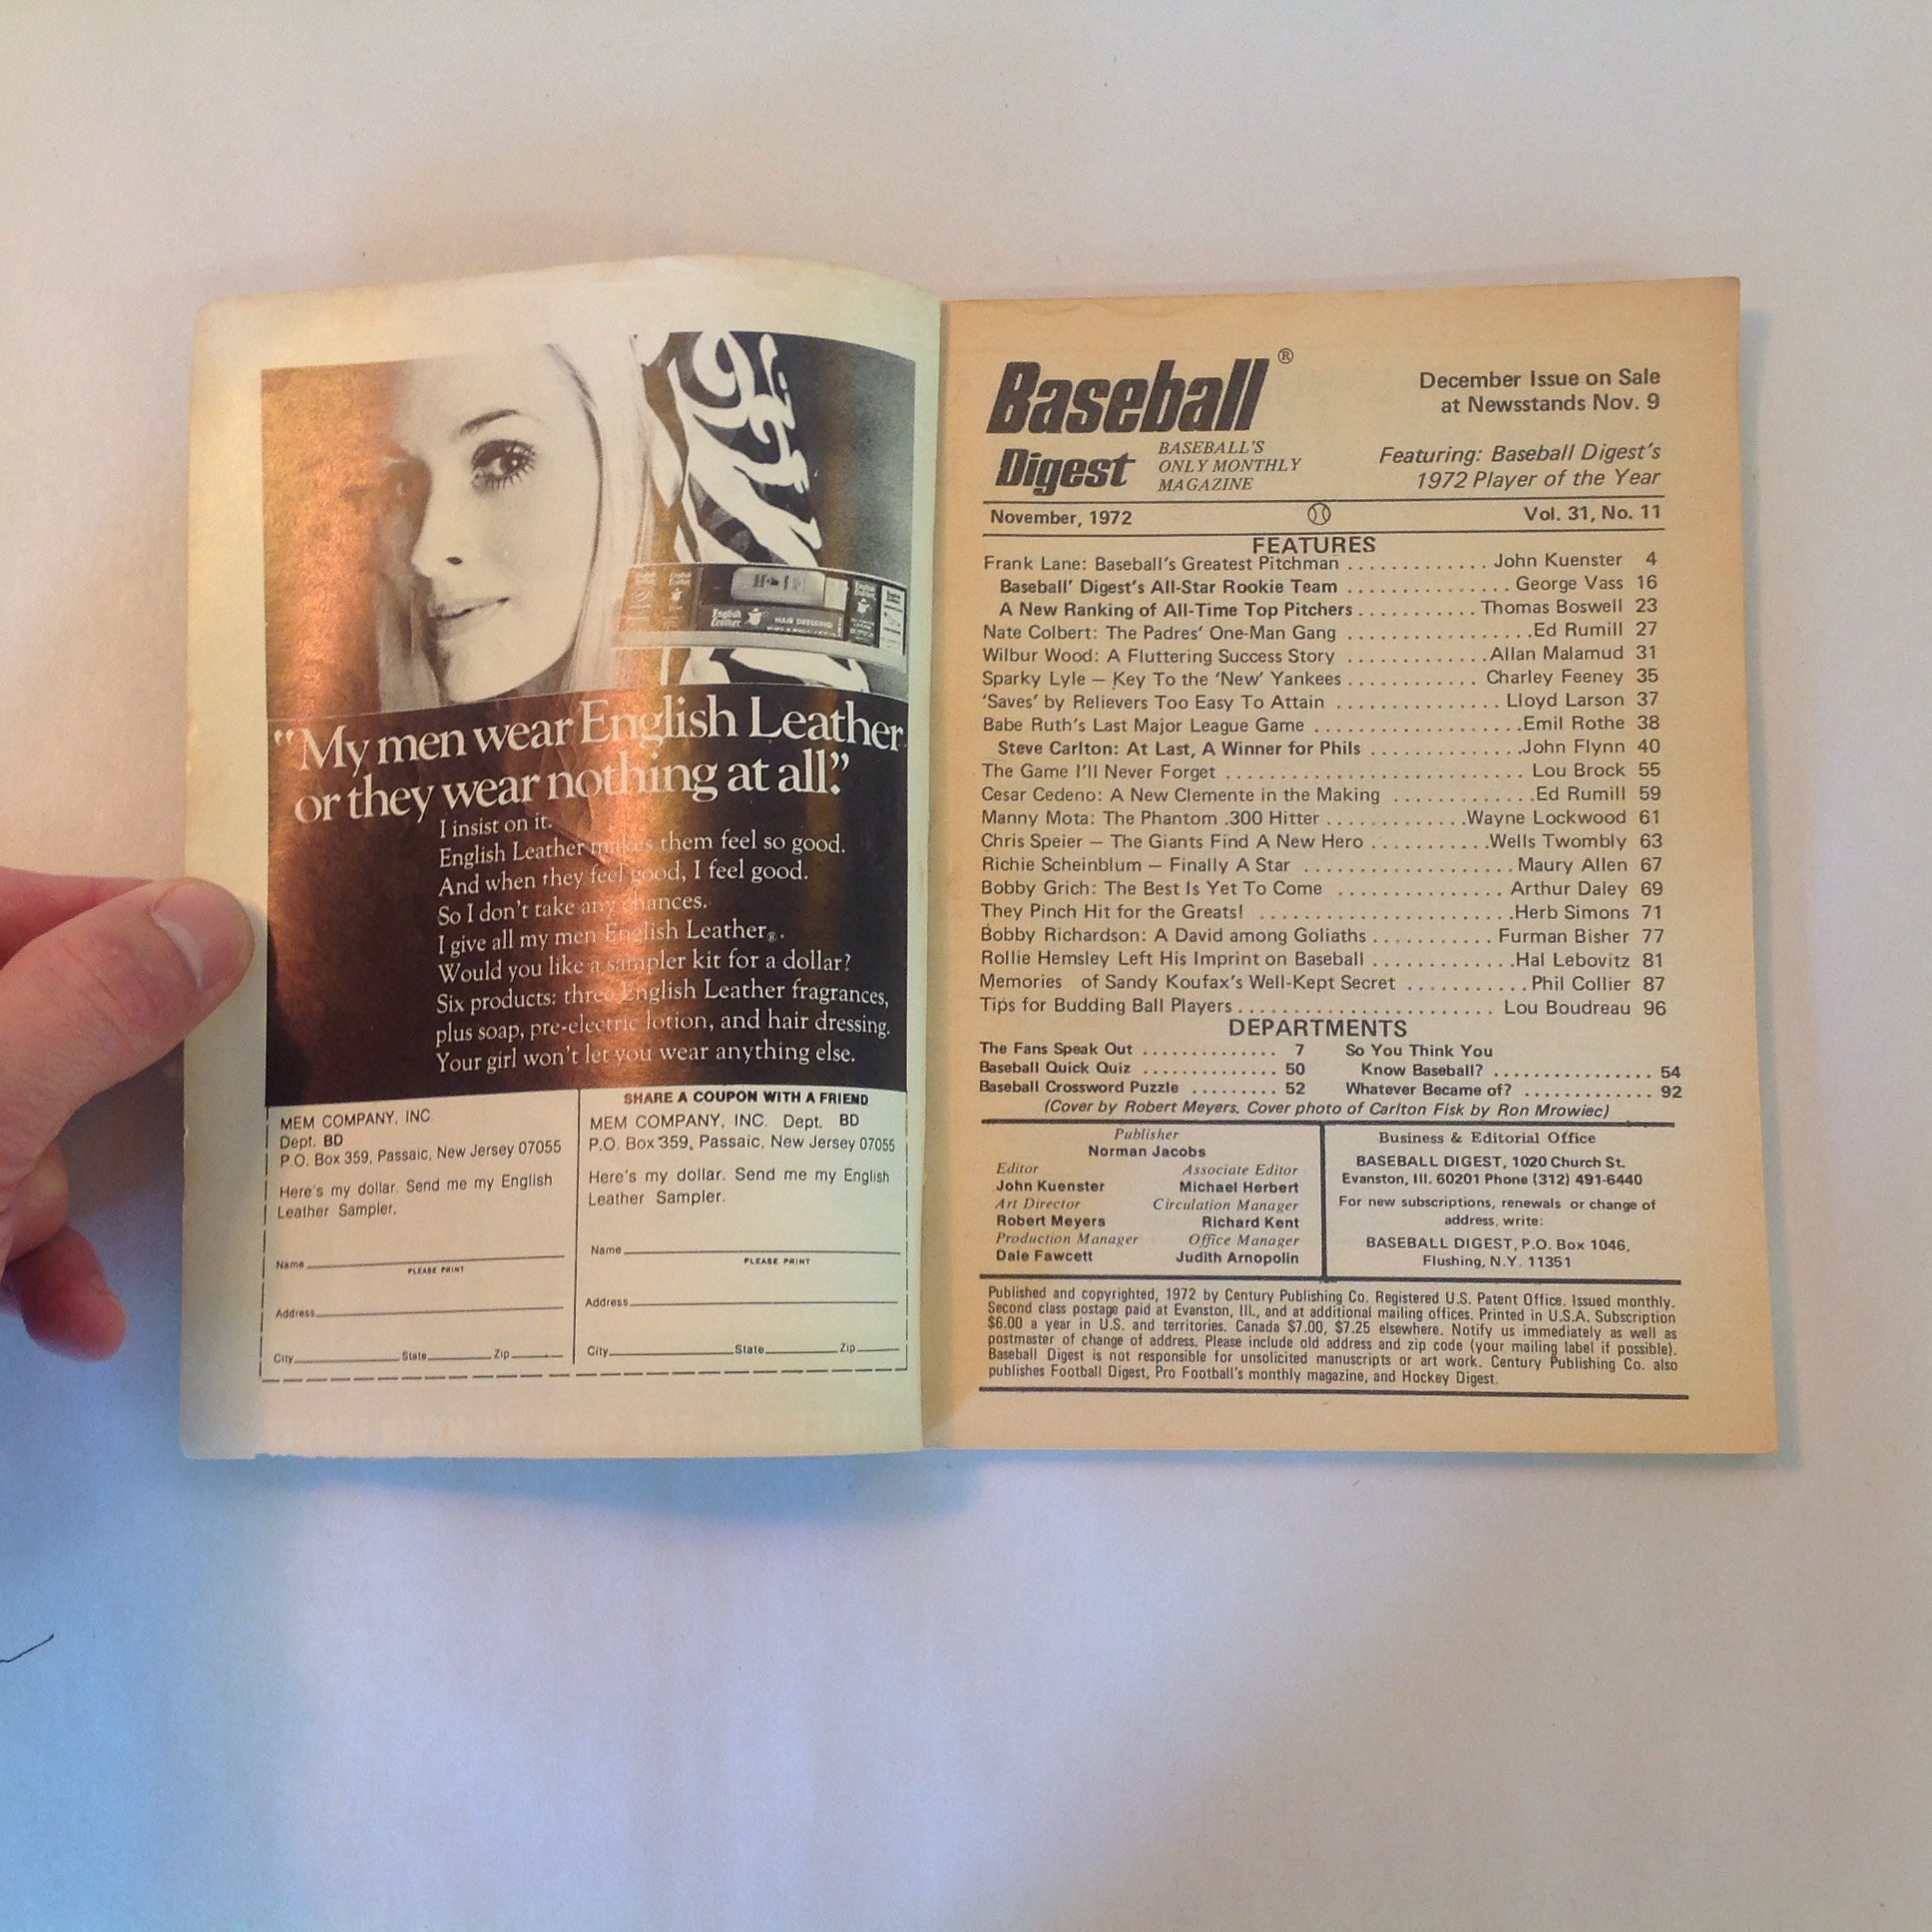 "My men wear English Leather
or they wear nothing at all."
I insist on it.
English Leather makes them feel so good.
And when they feel good, I feel good.
So I don't take any chances.
I give all my men English Leather®.
Would you like a sampler kit for a dollar?
Six products: three English Leather fragrances,
plus soap, pre-electric lotion, and hair dressing.
Your girl won't let you wear anything else.
English Leather
HAIR DRESSING
MEM COMPANY, INC.
Dept. BD
P.O. Box 359, Passaic, New Jersey 07055
Here's my dollar. Send me my English
Leather Sampler.
Name
PLEASE PRINT
Address
City State Zip
SHARE A COUPON WITH A FRIEND
MEM COMPANY, INC. Dept. BD
P.O. Box 359, Passaic, New Jersey 07055
Here's my dollar. Send me my English
Leather Sampler.
Name
PLEASE PRINT
Address
City State Zip
Baseball ®
Digest
BASEBALL'S
ONLY MONTHLY
MAGAZINE
December Issue on Sale
at Newsstands Nov. 9
Featuring: Baseball Digest's
1972 Player of the Year
November, 1972 Vol. 31, No. 11
FEATURES
Frank Lane: Baseball's Greatest Pitchman ............. John Kuenster 4
Baseball' Digest's All-Star Rookie Team ............... George Vass 16
A New Ranking of All-Time Top Pitchers ........... Thomas Boswell 23
Nate Colbert: The Padres' One-Man Gang .................Ed Rumill 27
Wilbur Wood: A Fluttering Success Story .............Allan Malamud 31
Sparky Lyle — Key To the 'New' Yankees ............ Charley Feeney 35
'Saves' by Relievers Too Easy To Attain ............... Lloyd Larson 37
Babe Ruth's Last Major League Game ....................Emil Rothe 38
Steve Carlton: At Last, A Winner for Phils .............John Flynn 40
The Game I'll Never Forget ........................... Lou Brock 55
Cesar Cedeno: A New Clemente in the Making .............Ed Rumill 59
Manny Mota: The Phantom .300 Hitter .............Wayne Lockwood 61
Chris Speier — The Giants Find A New Hero ...........Wells Twombly 63
Richie Scheinblum — Finally A Star .................... Maury Allen 67
Bobby Grich: The Best Is Yet To Come ................ Arthur Daley 69
They Pinch Hit for the Greats! .......................Herb Simons 71
Bobby Richardson: A David among Goliaths ........... Furman Bisher 77
Rollie Hemsley Left His Imprint on Baseball .............Hal Lebovitz 81
Memories of Sandy Koufax's Well-Kept Secret ........... Phil Collier 87
Tips for Budding Ball Players ....................... Lou Boudreau 96
DEPARTMENTS
The Fans Speak Out .............. 7
Baseball Quick Quiz .............. 50
Baseball Crossword Puzzle ......... 52
So You Think You
Know Baseball? ................ 54
Whatever Became of? ............. 92
(Cover by Robert Meyers. Cover photo of Carlton Fisk by Ron Mrowiec)
Publisher
Norman Jacobs
Editor Associate Editor
John Kuenster Michael Herbert
Art Director Circulation Manager
Robert Meyers Richard Kent
Production Manager Office Manager
Dale Fawcett Judith Arnopolin
Business & Editorial Office
BASEBALL DIGEST, 1020 Church St.
Evanston, Ill. 60201 Phone (312) 491-6440
For new subscriptions, renewals or change of
address, write:
BASEBALL DIGEST, P.O. Box 1046,
Flushing, N.Y. 11351
Published and copyrighted, 1972 by Century Publishing Co. Registered U.S. Patent Office. Issued monthly.
Second class postage paid at Evanston, Ill., and at additional mailing offices. Printed in U.S.A. Subscription
$6.00 a year in U.S. and territories. Canada $7.00, $7.25 elsewhere. Notify us immediately as well as
postmaster of change of address. Please include old address and zip code (your mailing label if possible).
Baseball Digest is not responsible for unsolicited manuscripts or art work. Century Publishing Co. also
publishes Football Digest, Pro Football's monthly magazine, and Hockey Digest.